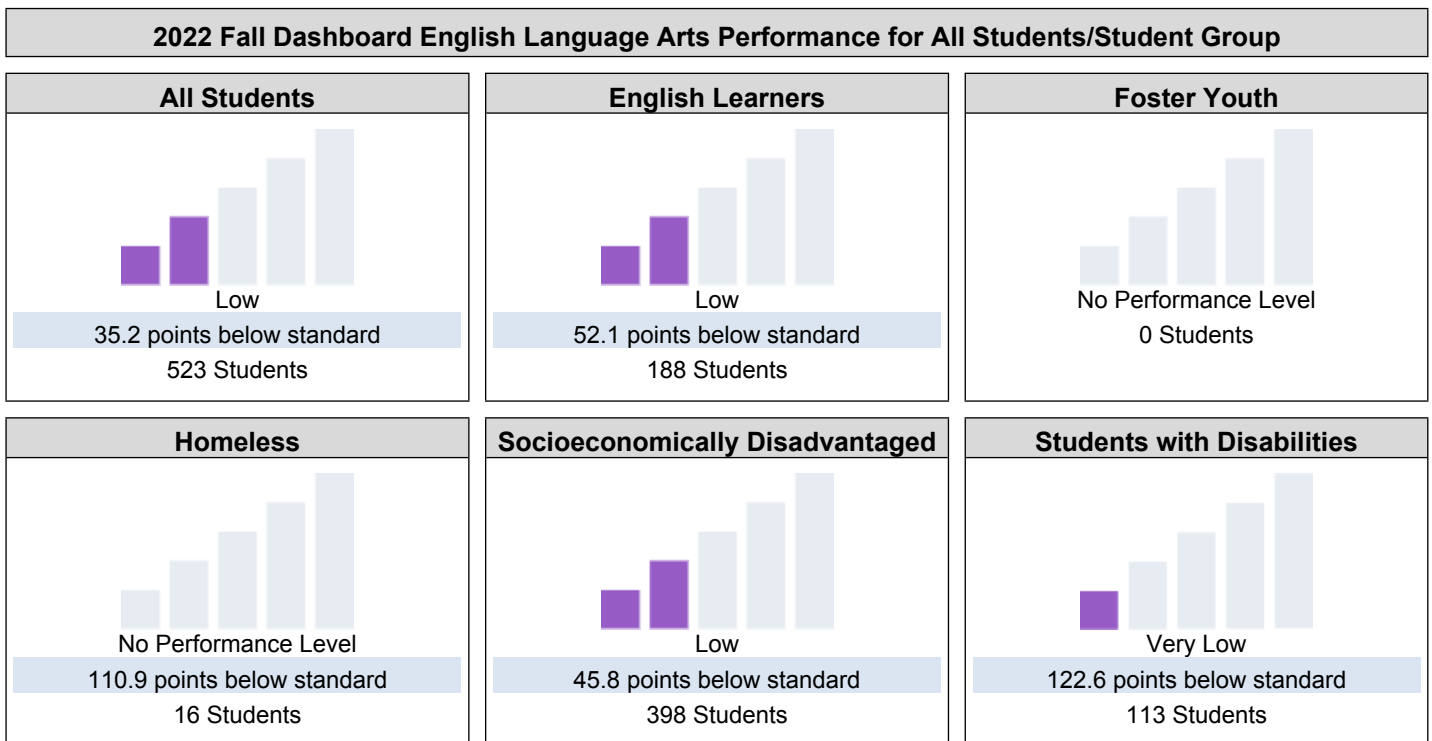 2022 Fall Dashboard English Language Arts Performance for All Students/Student Group
All Students
Low
35.2 points below standard
523 Students
English Learners
Low
52.1 points below standard
188 Students
Foster Youth
No Performance Level
0 Students
Homeless
No Performance Level
110.9 points below standard
16 Students
Socioeconomically Disadvantaged
Low
45.8 points below standard
398 Students
Students with Disabilities
Very Low
122.6 points below standard
113 Students